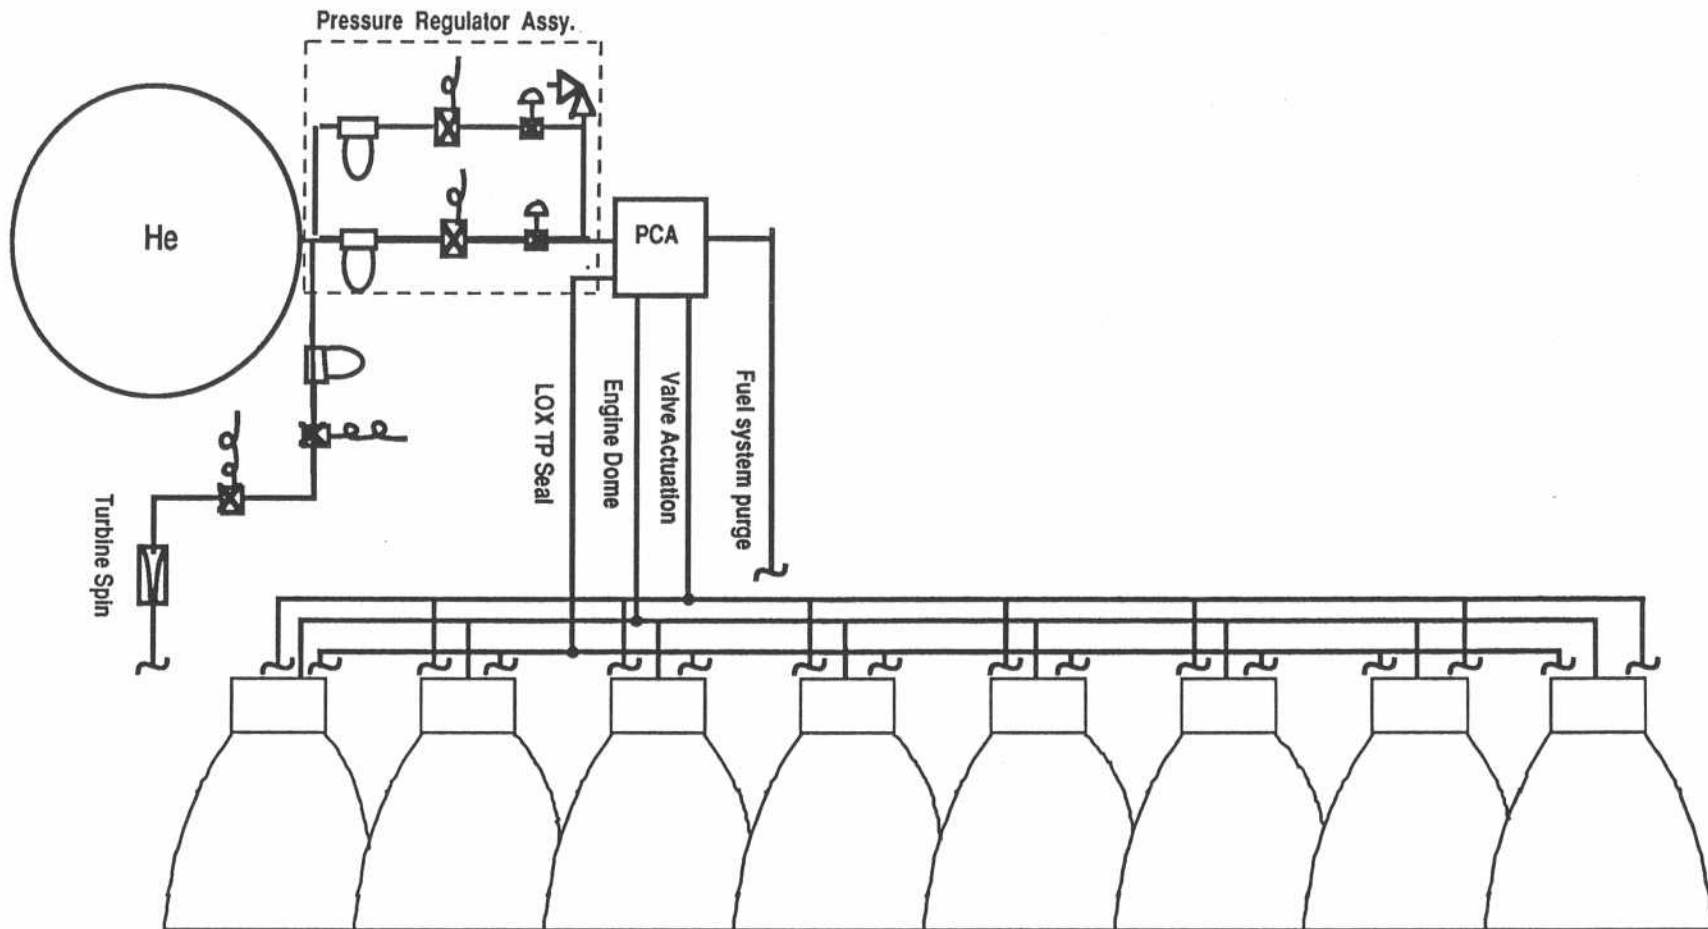 Pressure Regulator Assy.
He
PCA
LOX TP Seal
Engine Dome
Valve Actuation
Fuel system purge
Turbine Spin